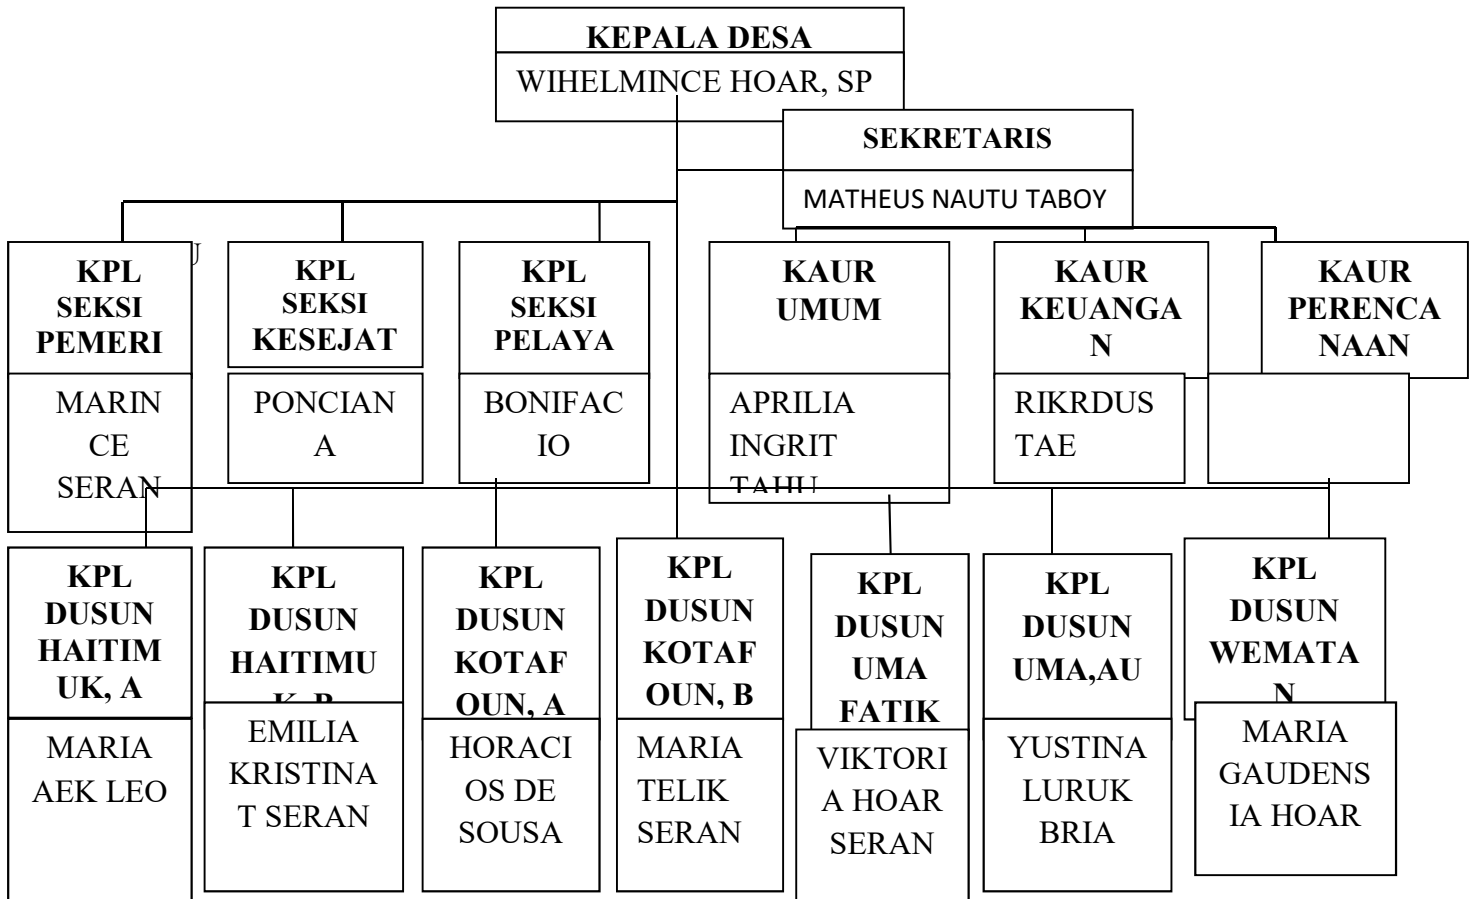 KEPALA DESA
WIHELMINCE HOAR, SP
SEKRETARIS
MATHEUS NAUTU TABOY
U
KPL
SEKSI
PEMERI
KPL
SEKSI
KESEJAT
KPL
SEKSI
PELAYA
KAUR
UMUM
KAUR
KEUANGA
N
KAUR
PERENCA
NAAN
MARIN
CE
SERAN
PONCIAN
A
BONIFAC
IO
APRILIA
INGRIT
TAHU
RIKRDUS
TAE
KPL
DUSUN
HAITIM
UK, A
KPL
DUSUN
HAITIMU
K, B
KPL
DUSUN
KOTAF
OUN, A
KPL
DUSUN
KOTAF
OUN, B
KPL
DUSUN
UMA
FATIK
KPL
DUSUN
UMA,AU
KPL
DUSUN
WEMATA
N
MARIA
AEK LEO
EMILIA
KRISTINA
T SERAN
HORACI
OS DE
SOUSA
MARIA
TELIK
SERAN
VIKTORI
A HOAR
SERAN
YUSTINA
LURUK
BRIA
MARIA
GAUDENS
IA HOAR